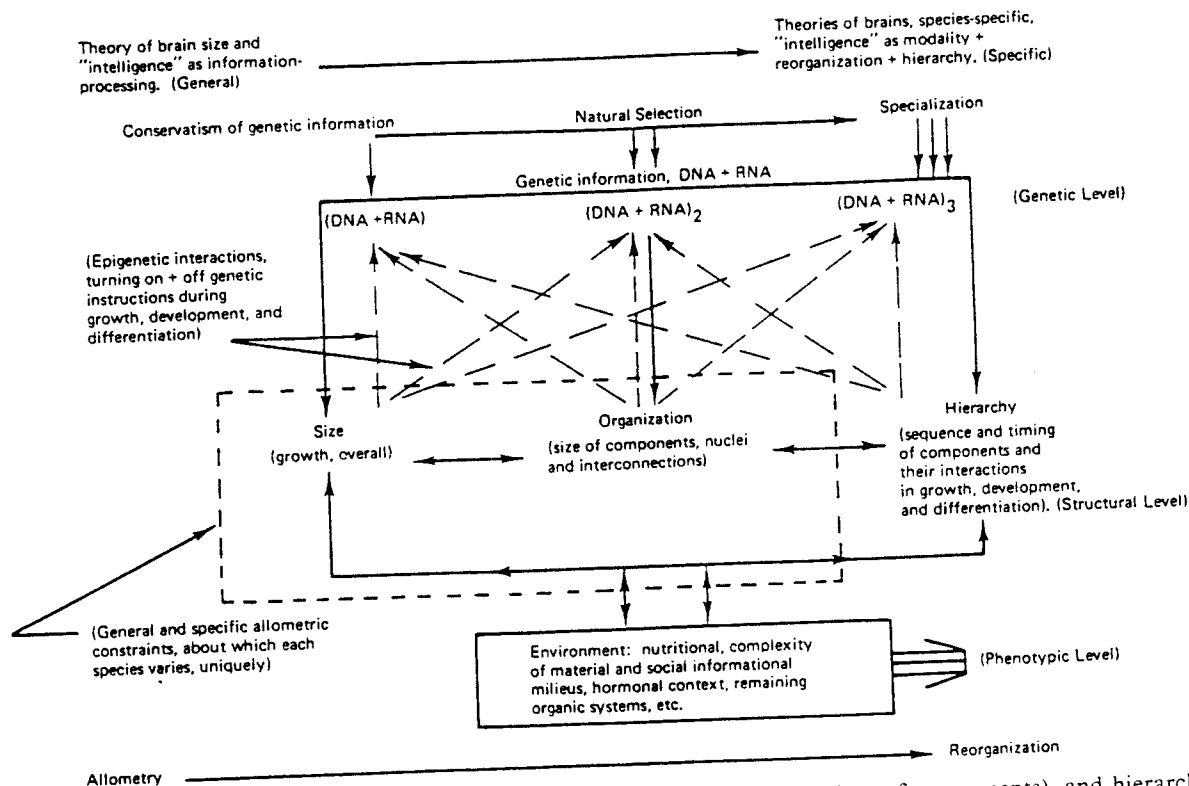 Theory of brain size and
"intelligence" as information-
processing. (General)
Theories of brains, species-specific,
"intelligence" as modality +
reorganization + hierarchy. (Specific)
Conservatism of genetic information
Natural Selection
Specialization
Genetic information, DNA + RNA
(DNA +RNA)
(DNA + RNA)2
(DNA + RNA)3
(Genetic Level)
(Epigenetic interactions,
turning on + off genetic
instructions during
growth, development, and
differentiation)
Size
(growth, overall)
Organization
(size of components, nuclei
and interconnections)
Hierarchy
(sequence and timing
of components and
their interactions
in growth, development,
and differentiation). (Structural Level)
(General and specific allometric
constraints, about which each
species varies, uniquely)
Environment: nutritional, complexity
of material and social informational
milieus, hormonal context, remaining
organic systems, etc.
(Phenotypic Level)
Allometry
Reorganization
and hierarch